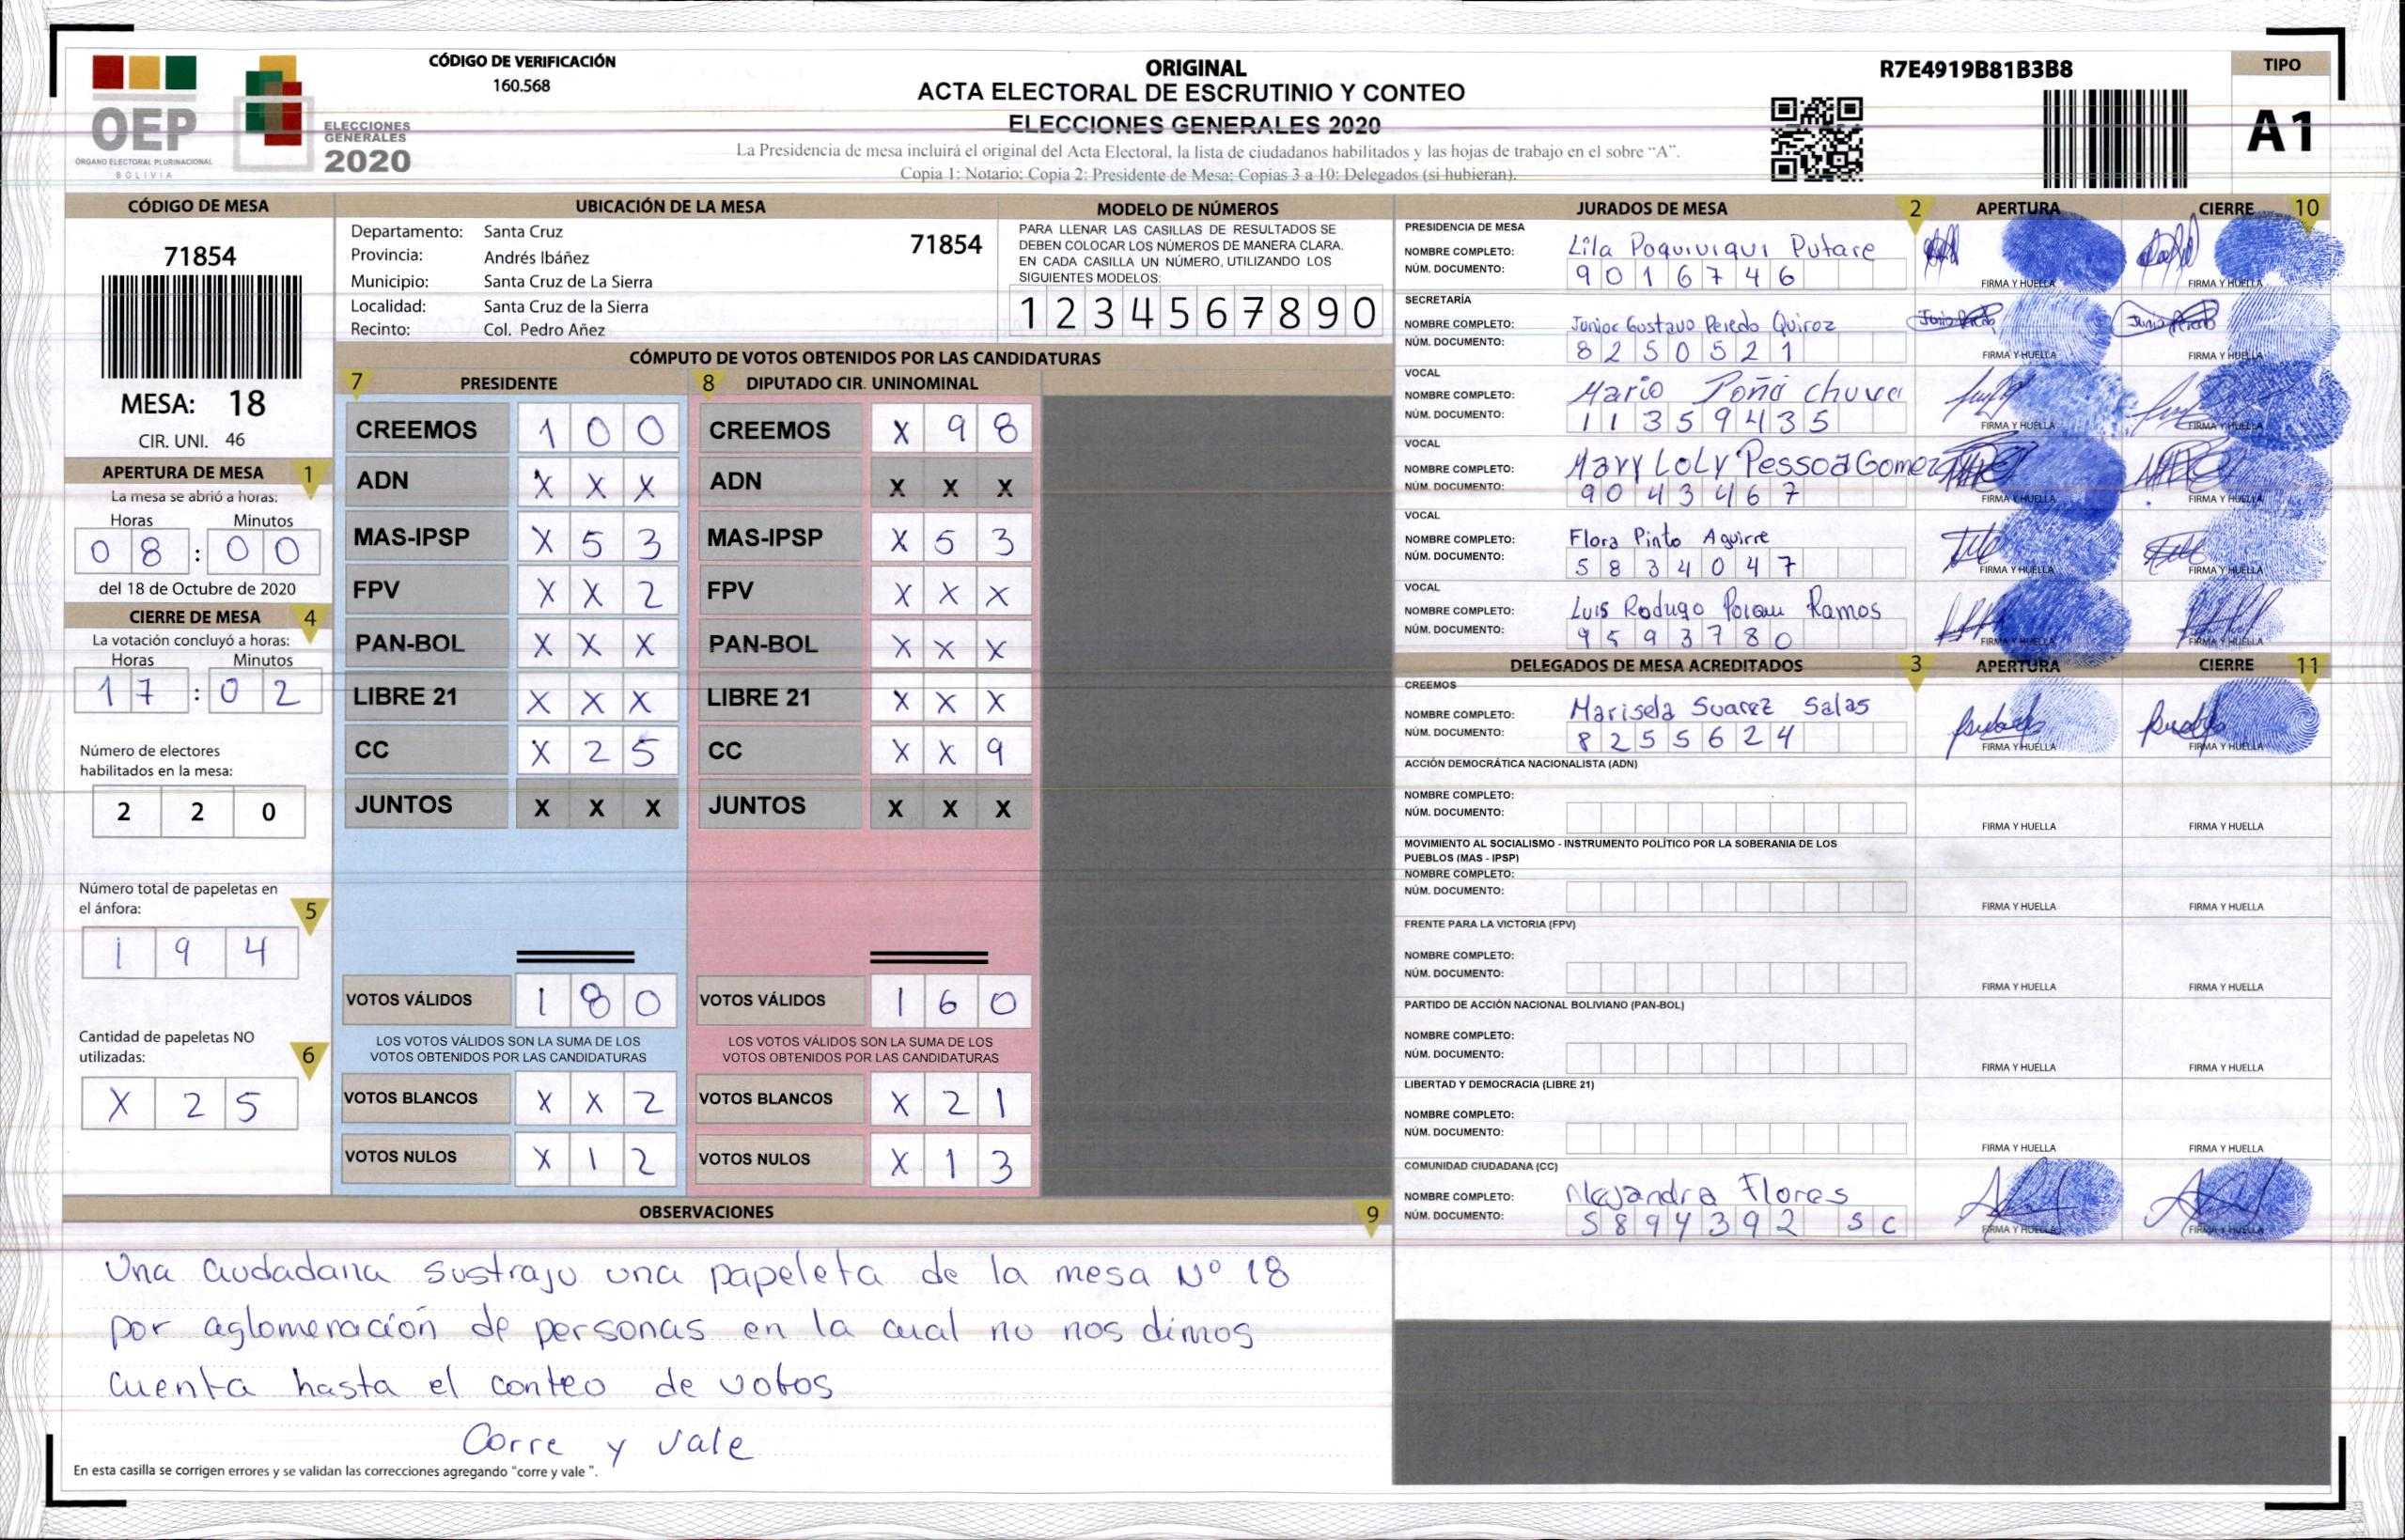 CÓDIGO DE VERIFICACIÓN
160.568
OEP
ÓRGANO ELECTORAL PLURINACIONAL
BOLIVIA
ELECCIONES
GENERALES
2020
ORIGINAL
ACTA ELECTORAL DE ESCRUTINIO Y CONTEO
ELECCIONES GENERALES 2020
La Presidencia de mesa incluirá el original del Acta Electoral, la lista de ciudadanos habilitados y las hojas de trabajo en el sobre "A".
Copia 1: Notario; Copia 2: Presidente de Mesa; Copias 3 a 10: Delegados (si hubieran).
R7E4919B81B3B8
TIPO
A1
CÓDIGO DE MESA
71854
MESA: 18
CIR. UNI. 46
APERTURA DE MESA 1
La mesa se abrió a horas:
Horas Minutos
08 : 00
del 18 de Octubre de 2020
CIERRE DE MESA 4
La votación concluyó a horas:
Horas Minutos
17 : 02
Número de electores
habilitados en la mesa:
2 2 0
Número total de papeletas en
el ánfora: 5
1 9 4
Cantidad de papeletas NO
utilizadas: 6
X 2 5
UBICACIÓN DE LA MESA
Departamento: Santa Cruz 71854
Provincia: Andrés Ibáñez
Municipio: Santa Cruz de La Sierra
Localidad: Santa Cruz de la Sierra
Recinto: Col. Pedro Añez
MODELO DE NÚMEROS
PARA LLENAR LAS CASILLAS DE RESULTADOS SE
DEBEN COLOCAR LOS NÚMEROS DE MANERA CLARA.
EN CADA CASILLA UN NÚMERO, UTILIZANDO LOS
SIGUIENTES MODELOS:
1 2 3 4 5 6 7 8 9 0
CÓMPUTO DE VOTOS OBTENIDOS POR LAS CANDIDATURAS
7 PRESIDENTE 8 DIPUTADO CIR. UNINOMINAL
CREEMOS 1 0 0 CREEMOS X 9 8
ADN X X X ADN X X X
MAS-IPSP X 5 3 MAS-IPSP X 5 3
FPV X X 2 FPV X X X
PAN-BOL X X X PAN-BOL X X X
LIBRE 21 X X X LIBRE 21 X X X
CC X 2 5 CC X X 9
JUNTOS X X X JUNTOS X X X
VOTOS VÁLIDOS 1 8 0 VOTOS VÁLIDOS 1 6 0
LOS VOTOS VÁLIDOS SON LA SUMA DE LOS LOS VOTOS VÁLIDOS SON LA SUMA DE LOS
VOTOS OBTENIDOS POR LAS CANDIDATURAS VOTOS OBTENIDOS POR LAS CANDIDATURAS
VOTOS BLANCOS X X 2 VOTOS BLANCOS X 2 1
VOTOS NULOS X 1 2 VOTOS NULOS X 1 3
OBSERVACIONES 9
Una ciudadana sustrajo una papeleta de la mesa Nº 18
por aglomeración de personas en la cual no nos dimos
cuenta hasta el conteo de votos
Corre y vale
En esta casilla se corrigen errores y se validan las correcciones agregando "corre y vale ".
JURADOS DE MESA 2 APERTURA CIERRE 10
PRESIDENCIA DE MESA
NOMBRE COMPLETO: Lila Poquiviqui Putare
NÚM. DOCUMENTO: 9016746 FIRMA Y HUELLA FIRMA Y HUELLA
SECRETARÍA
NOMBRE COMPLETO: Junior Gustavo Peredo Quiroz
NÚM. DOCUMENTO: 8250521 FIRMA Y HUELLA FIRMA Y HUELLA
VOCAL
NOMBRE COMPLETO: Mario
NÚM. DOCUMENTO: 11359435 FIRMA Y HUELLA FIRMA Y HUELLA
VOCAL
NOMBRE COMPLETO: Mary Loly Pessoa Gomez
NÚM. DOCUMENTO: 9043467 FIRMA Y HUELLA FIRMA Y HUELLA
VOCAL
NOMBRE COMPLETO: Flora Pinto Aguirre
NÚM. DOCUMENTO: 5834047 FIRMA Y HUELLA FIRMA Y HUELLA
VOCAL
NOMBRE COMPLETO: Luis Ramos
NÚM. DOCUMENTO: 9593780 FIRMA Y HUELLA FIRMA Y HUELLA
DELEGADOS DE MESA ACREDITADOS 3 APERTURA CIERRE 11
CREEMOS
NOMBRE COMPLETO: Marisela Suarez Salas
NÚM. DOCUMENTO: 8255624 FIRMA Y HUELLA FIRMA Y HUELLA
ACCIÓN DEMOCRÁTICA NACIONALISTA (ADN)
NOMBRE COMPLETO:
NÚM. DOCUMENTO: FIRMA Y HUELLA FIRMA Y HUELLA
MOVIMIENTO AL SOCIALISMO - INSTRUMENTO POLÍTICO POR LA SOBERANIA DE LOS
PUEBLOS (MAS - IPSP)
NOMBRE COMPLETO:
NÚM. DOCUMENTO: FIRMA Y HUELLA FIRMA Y HUELLA
FRENTE PARA LA VICTORIA (FPV)
NOMBRE COMPLETO:
NÚM. DOCUMENTO: FIRMA Y HUELLA FIRMA Y HUELLA
PARTIDO DE ACCIÓN NACIONAL BOLIVIANO (PAN-BOL)
NOMBRE COMPLETO:
NÚM. DOCUMENTO: FIRMA Y HUELLA FIRMA Y HUELLA
LIBERTAD Y DEMOCRACIA (LIBRE 21)
NOMBRE COMPLETO:
NÚM. DOCUMENTO: FIRMA Y HUELLA FIRMA Y HUELLA
COMUNIDAD CIUDADANA (CC)
NOMBRE COMPLETO: Alejandra Flores
NÚM. DOCUMENTO: 5894392 SC FIRMA Y HUELLA FIRMA Y HUELLA